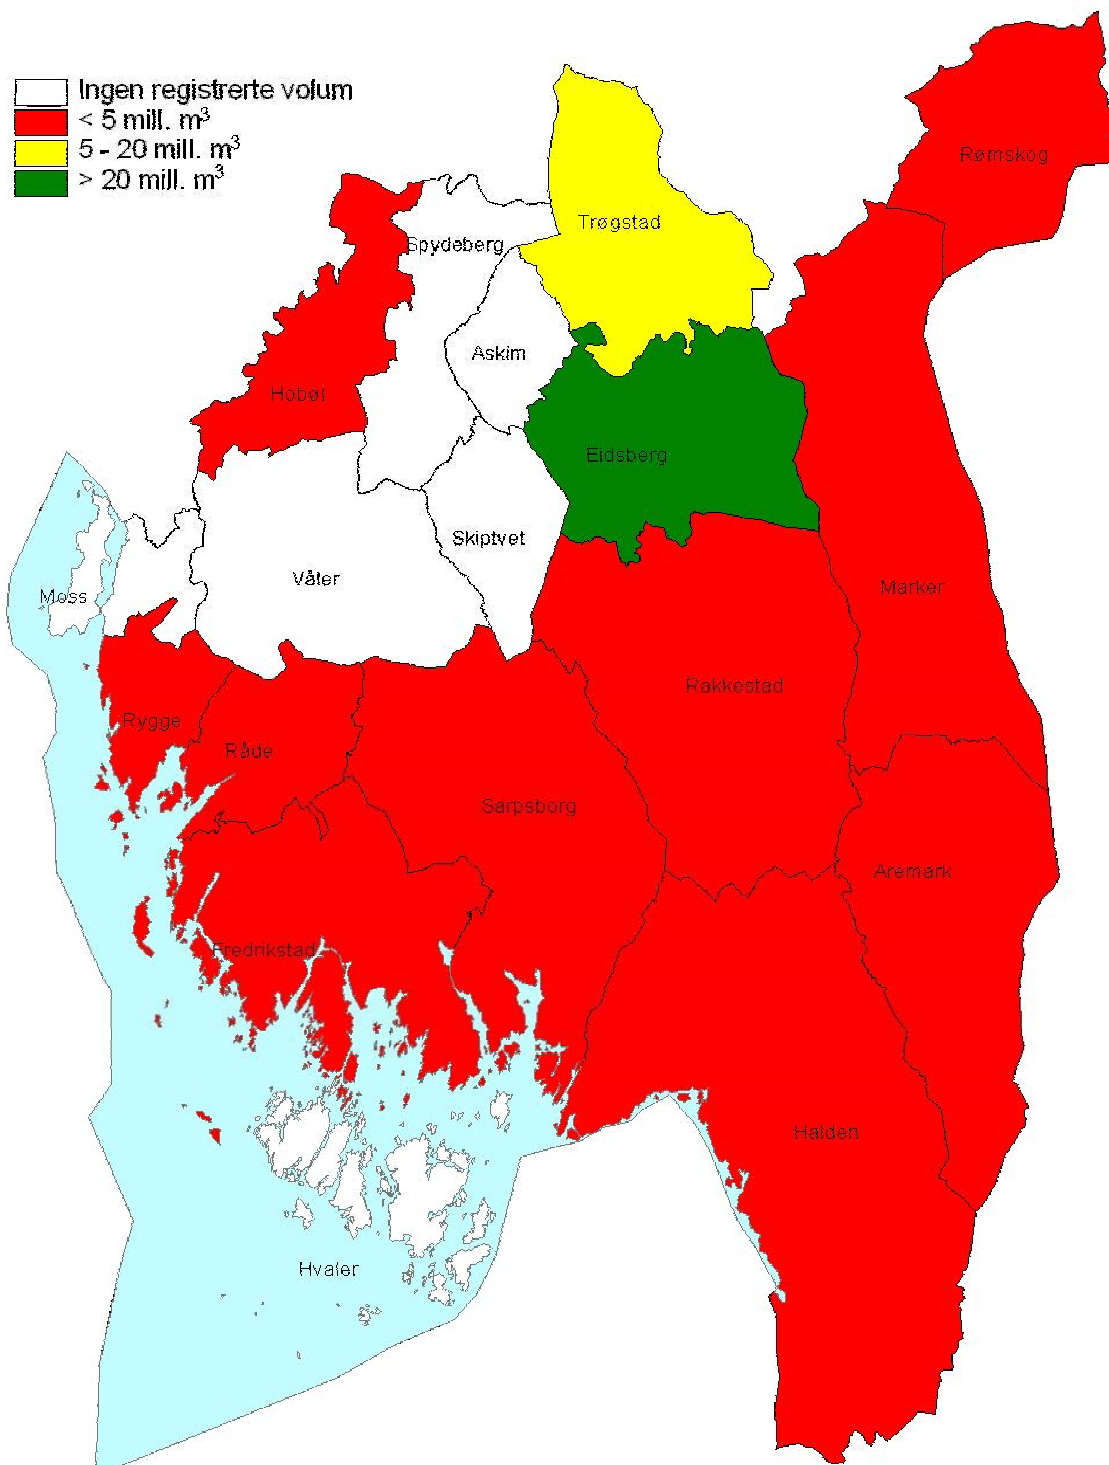 Ingen registrerte volum
< 5 mill. m³
5 - 20 mill. m³
> 20 mill. m³
Rømskog
Trøgstad
Spydeberg
Askim
Hobøl
Eidsberg
Skiptvet
Våler
Marker
Moss
Rakkestad
Rygge
Råde
Sarpsborg
Aremark
Fredrikstad
Halden
Hvaler